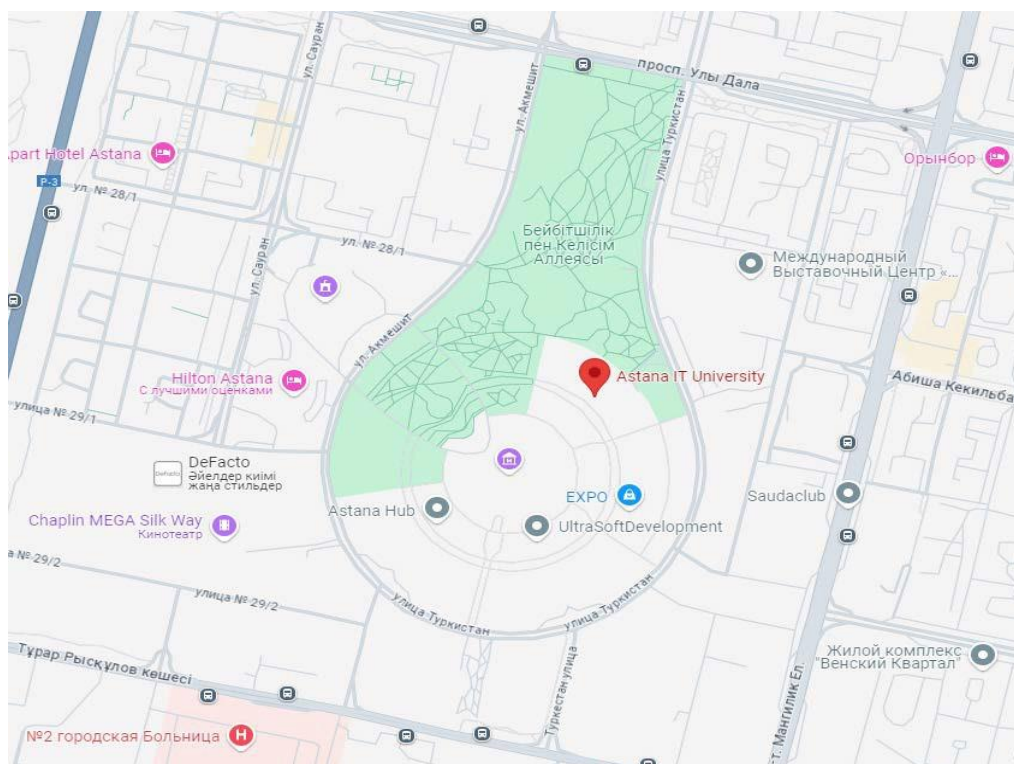 просп. Улы Дала
ул. Сауран
ул. Акмешит
улица Туркистан
Apart Hotel Astana
Орынбор
P-3
ул. № 28/1
Бейбітшілік
пен Келісім
Аллеясы
ул. № 28/1
ул. Сауран
Международный
Выставочный Центр «...
ул. Акмешит
Hilton Astana
С лучшими оценками
Astana IT University
Абиша Кекильба
улица № 29/1
DeFacto
DeFacto
Әйелдер киімі
жаңа стильдер
EXPO
Saudaclub
Astana Hub
UltraSoftDevelopment
Chaplin MEGA Silk Way
Кинотеатр
№ 29/2
улица № 29/2
улица Туркистан
улица Туркистан
Тұрар Рысқұлов көшесі
Туркестан улица
Жилой комплекс
"Венский Квартал"
Мангилик Ел.
№2 городская Больница
H